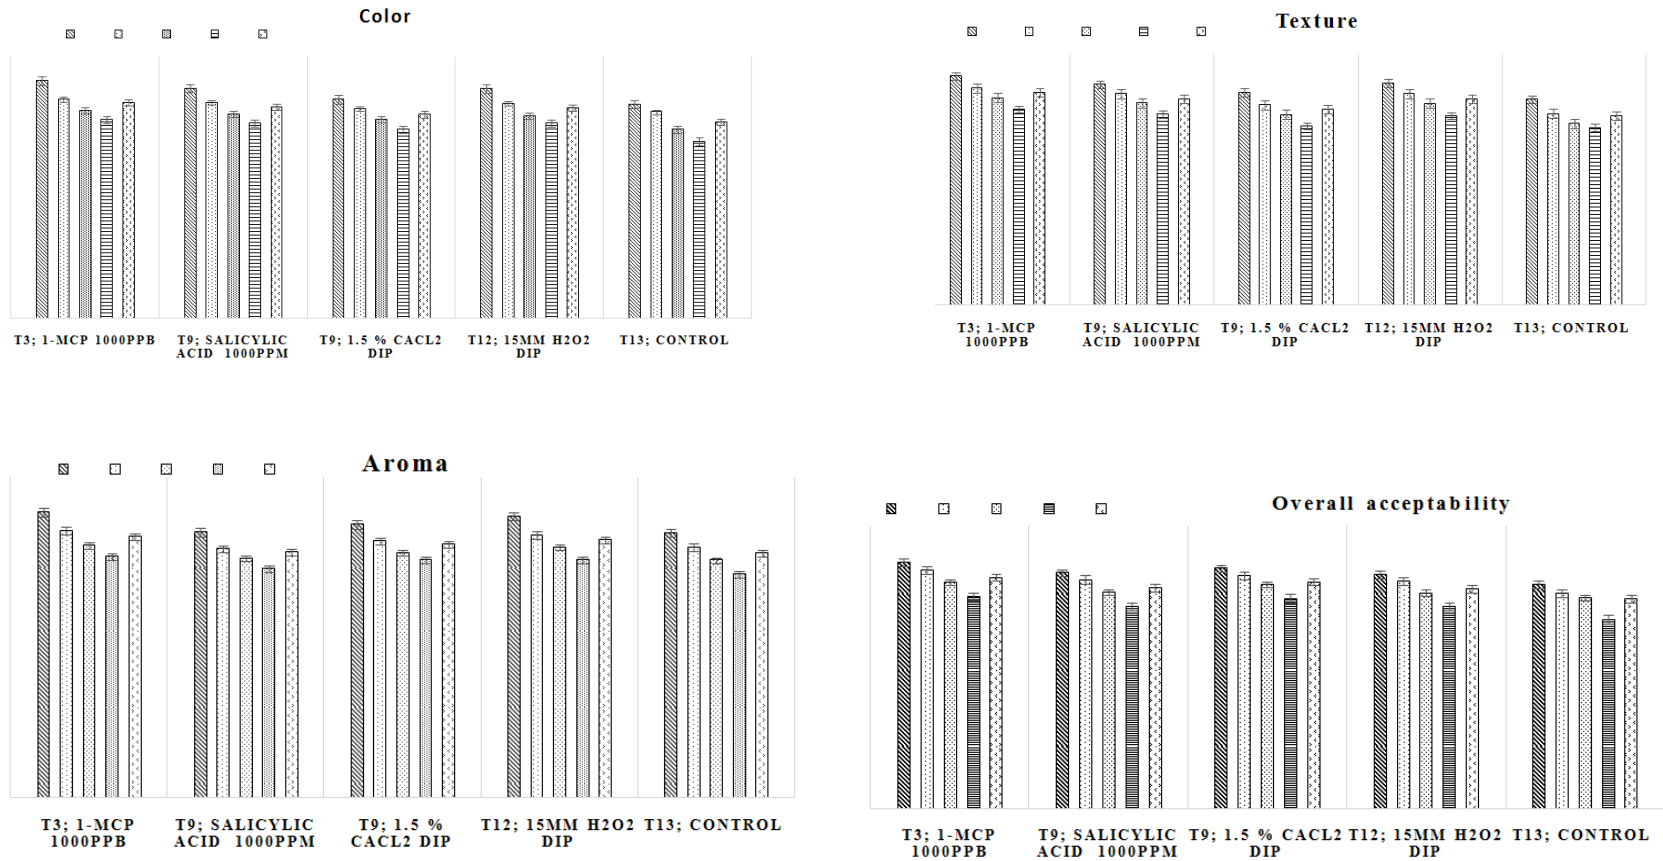 Color
T3; 1-MCP 1000PPB
T9; SALICYLIC
ACID 1000PPM
T9; 1.5 % CACL2
DIP
T12; 15MM H2O2
DIP
T13; CONTROL
Texture
T3; 1-MCP
1000PPB
T9; SALICYLIC
ACID 1000PPM
T9; 1.5 % CACL2
DIP
T12; 15MM H2O2
DIP
T13; CONTROL
Aroma
T3; 1-MCP
1000PPB
T9; SALICYLIC
ACID 1000PPM
T9; 1.5 %
CACL2 DIP
T12; 15MM H2O2
DIP
T13; CONTROL
Overall acceptability
T3; 1-MCP
1000PPB
T9; SALICYLIC
ACID 1000PPM
T9; 1.5 % CACL2
DIP
T12; 15MM H2O2
DIP
T13; CONTROL